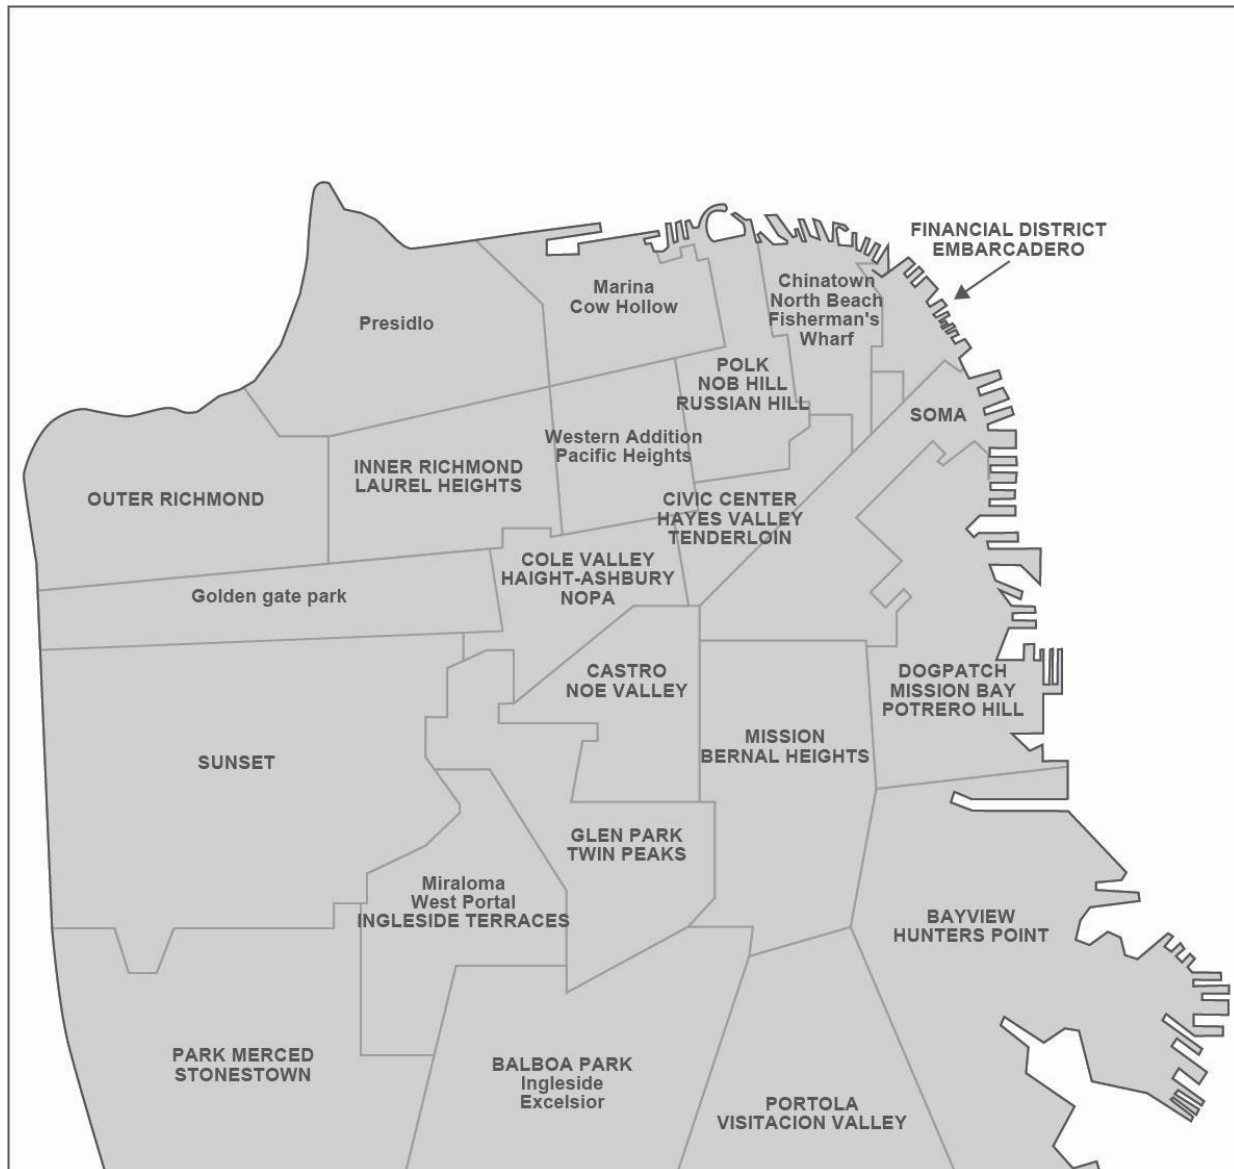 FINANCIAL DISTRICT
EMBARCADERO
Marina
Cow Hollow
Chinatown
North Beach
Fisherman's
Wharf
Presidlo
POLK
NOB HILL
RUSSIAN HILL
SOMA
Western Addition
Pacific Heights
INNER RICHMOND
LAUREL HEIGHTS
OUTER RICHMOND
CIVIC CENTER
HAYES VALLEY
TENDERLOIN
COLE VALLEY
HAIGHT-ASHBURY
NOPA
Golden gate park
CASTRO
NOE VALLEY
DOGPATCH
MISSION BAY
POTRERO HILL
SUNSET
MISSION
BERNAL HEIGHTS
GLEN PARK
TWIN PEAKS
Miraloma
West Portal
INGLESIDE TERRACES
BAYVIEW
HUNTERS POINT
PARK MERCED
STONESTOWN
BALBOA PARK
Ingleside
Excelsior
PORTOLA
VISITACION VALLEY